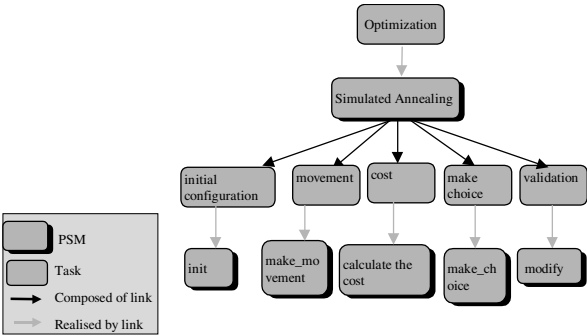 Optimization
Simulated Annealing
initial
configuration
movement
cost
make
choice
validation
init
make_mo
vement
calculate the
cost
make_ch
oice
modify
PSM
Task
Composed of link
Realised by link